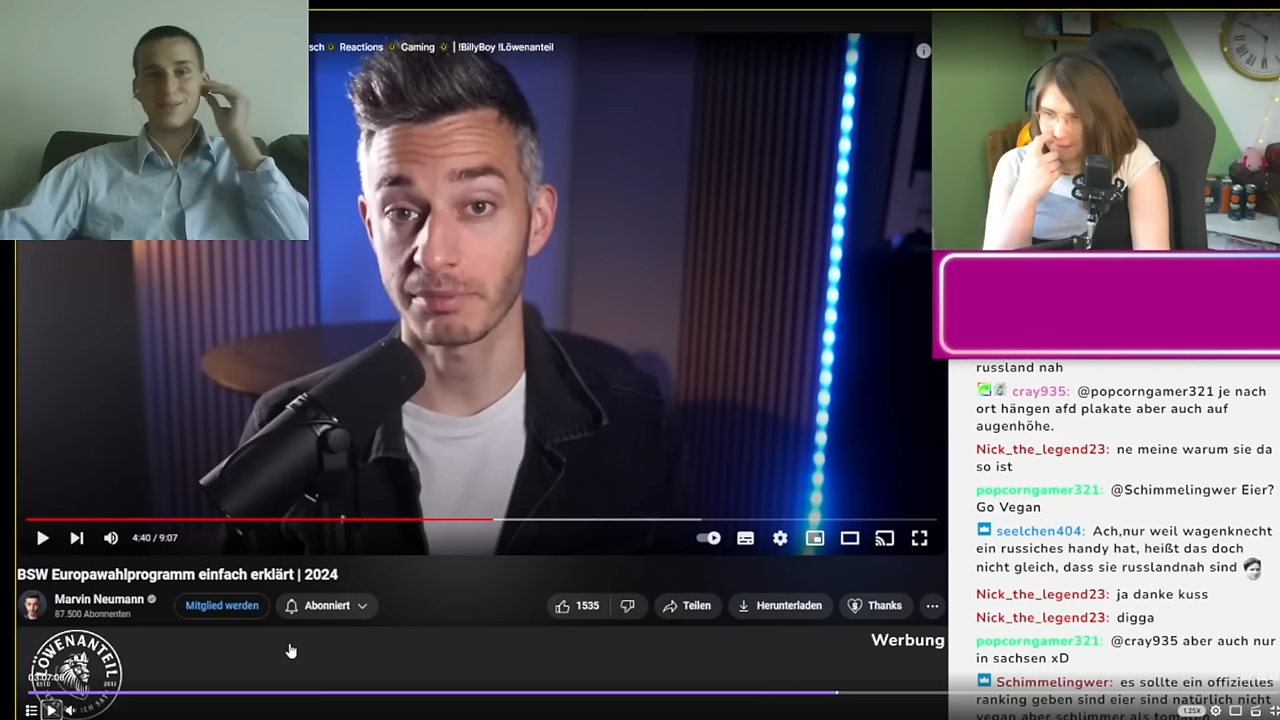 sch Reactions Gaming | !BillyBoy !Löwenanteil
russland nah
cray935: @popcorngamer321 je nach
ort hängen afd plakate aber auch auf
augenhöhe.
Nick_the_legend23: ne meine warum sie da
so ist
popcorngamer321: @Schimmelingwer Eier?
Go Vegan
seelchen404: Ach,nur weil wagenknecht
ein russiches handy hat, heißt das doch
nicht gleich, dass sie russlandnah sind
Nick_the_legend23: ja danke kuss
Nick_the_legend23: digga
popcorngamer321: @cray935 aber auch nur
in sachsen xD
Schimmelingwer: es sollte ein offizielles
ranking geben sind eier sind natürlich nicht
vegan aber schlimmer als
4:40 / 9:07
BSW Europawahlprogramm einfach erklärt | 2024
Marvin Neumann
87.500 Abonnenten
Mitglied werden
Abonniert
1535
Teilen
Herunterladen
Thanks
Werbung
LÖWENANTEIL
1.25X